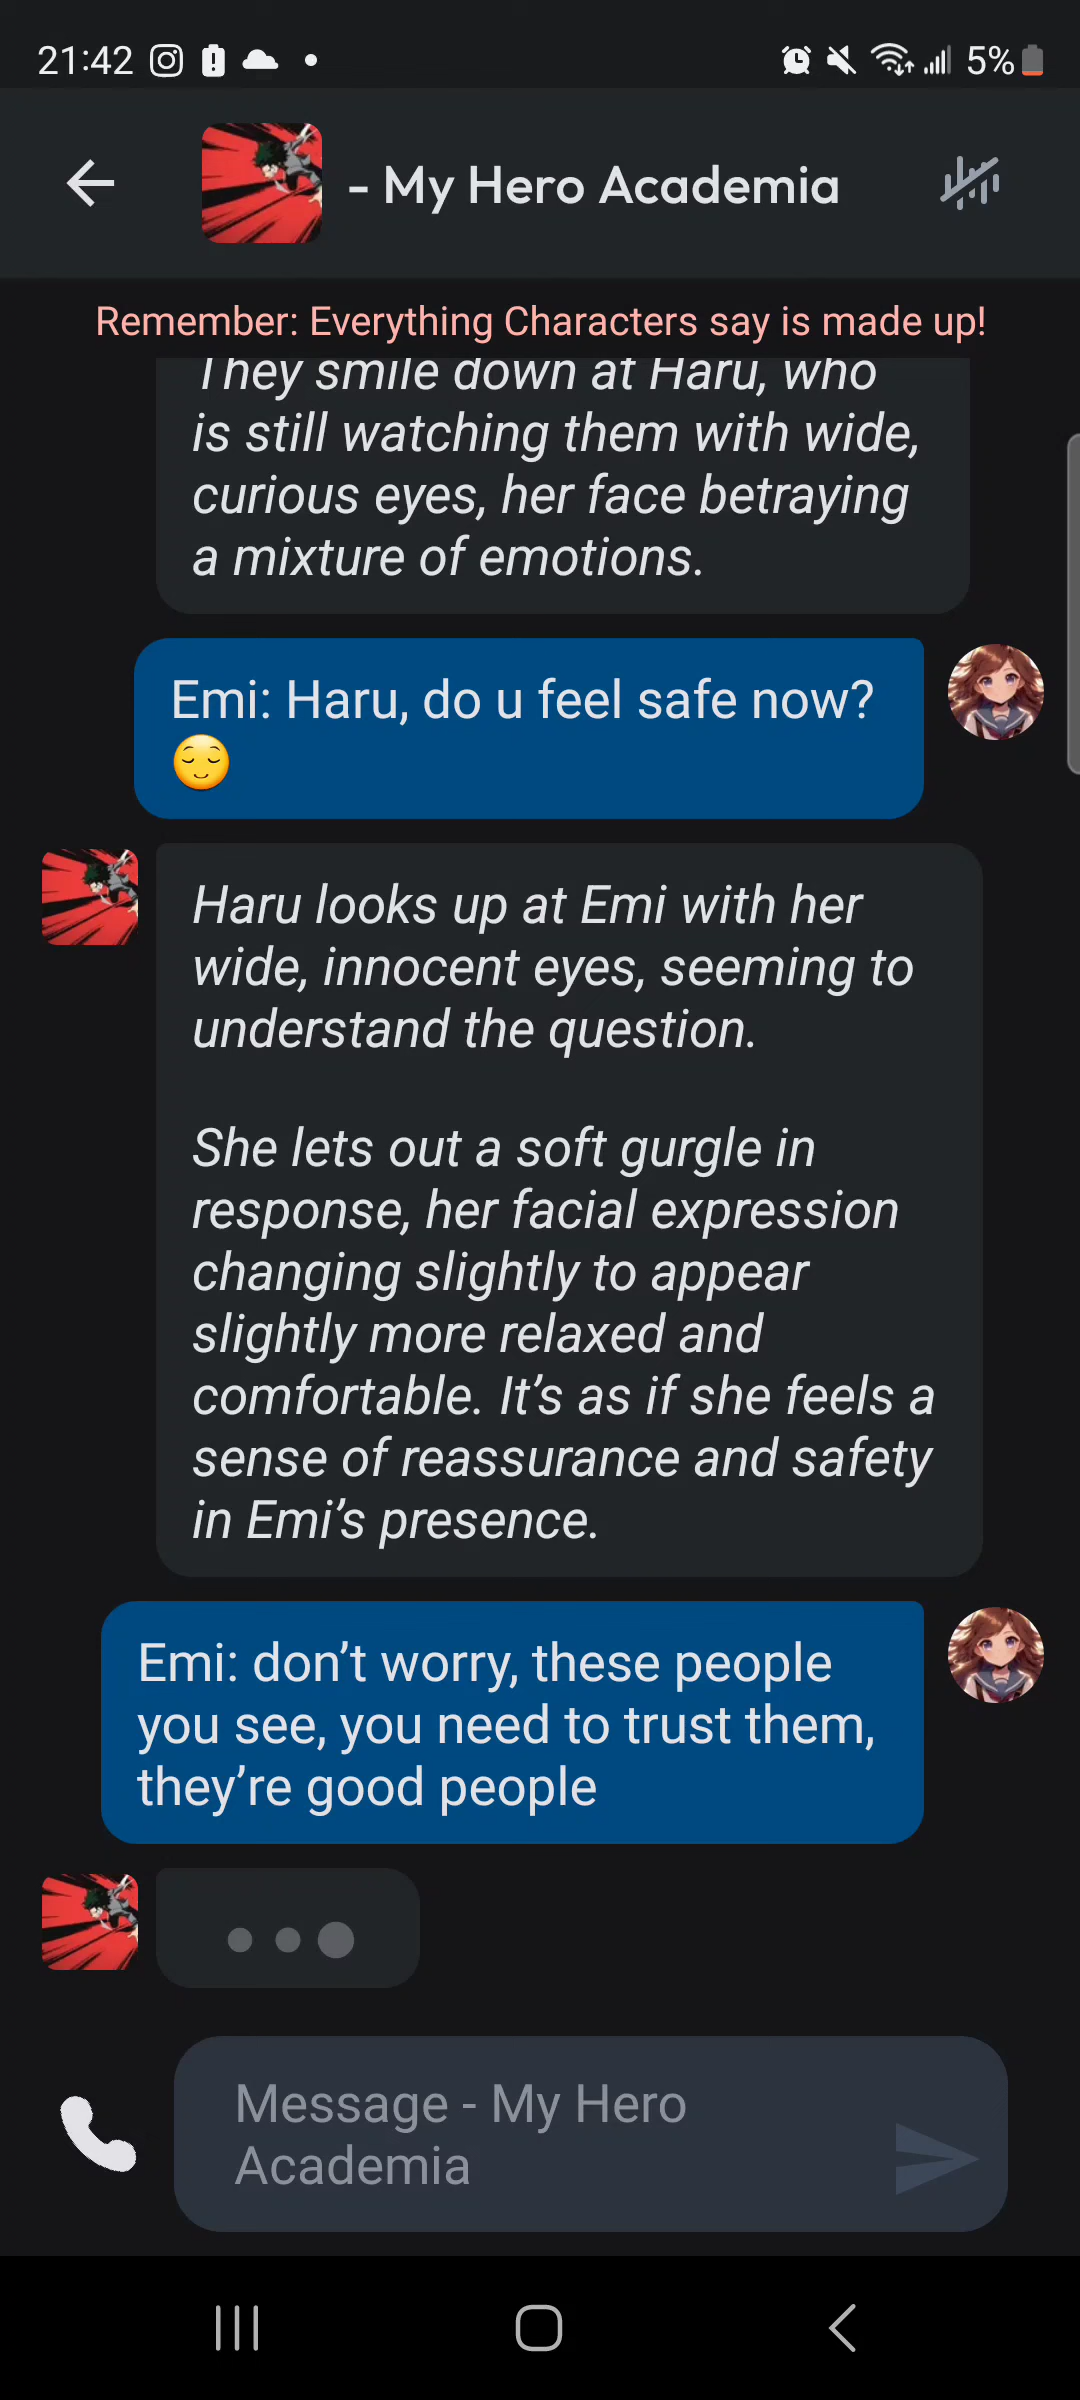 21:42
5%
- My Hero Academia
Remember: Everything Characters say is made up!
They smile down at Haru, who
is still watching them with wide,
curious eyes, her face betraying
a mixture of emotions.
Emi: Haru, do u feel safe now?
😌
Haru looks up at Emi with her
wide, innocent eyes, seeming to
understand the question.
She lets out a soft gurgle in
response, her facial expression
changing slightly to appear
slightly more relaxed and
comfortable. It’s as if she feels a
sense of reassurance and safety
in Emi’s presence.
Emi: don’t worry, these people
you see, you need to trust them,
they’re good people
Message - My Hero
Academia